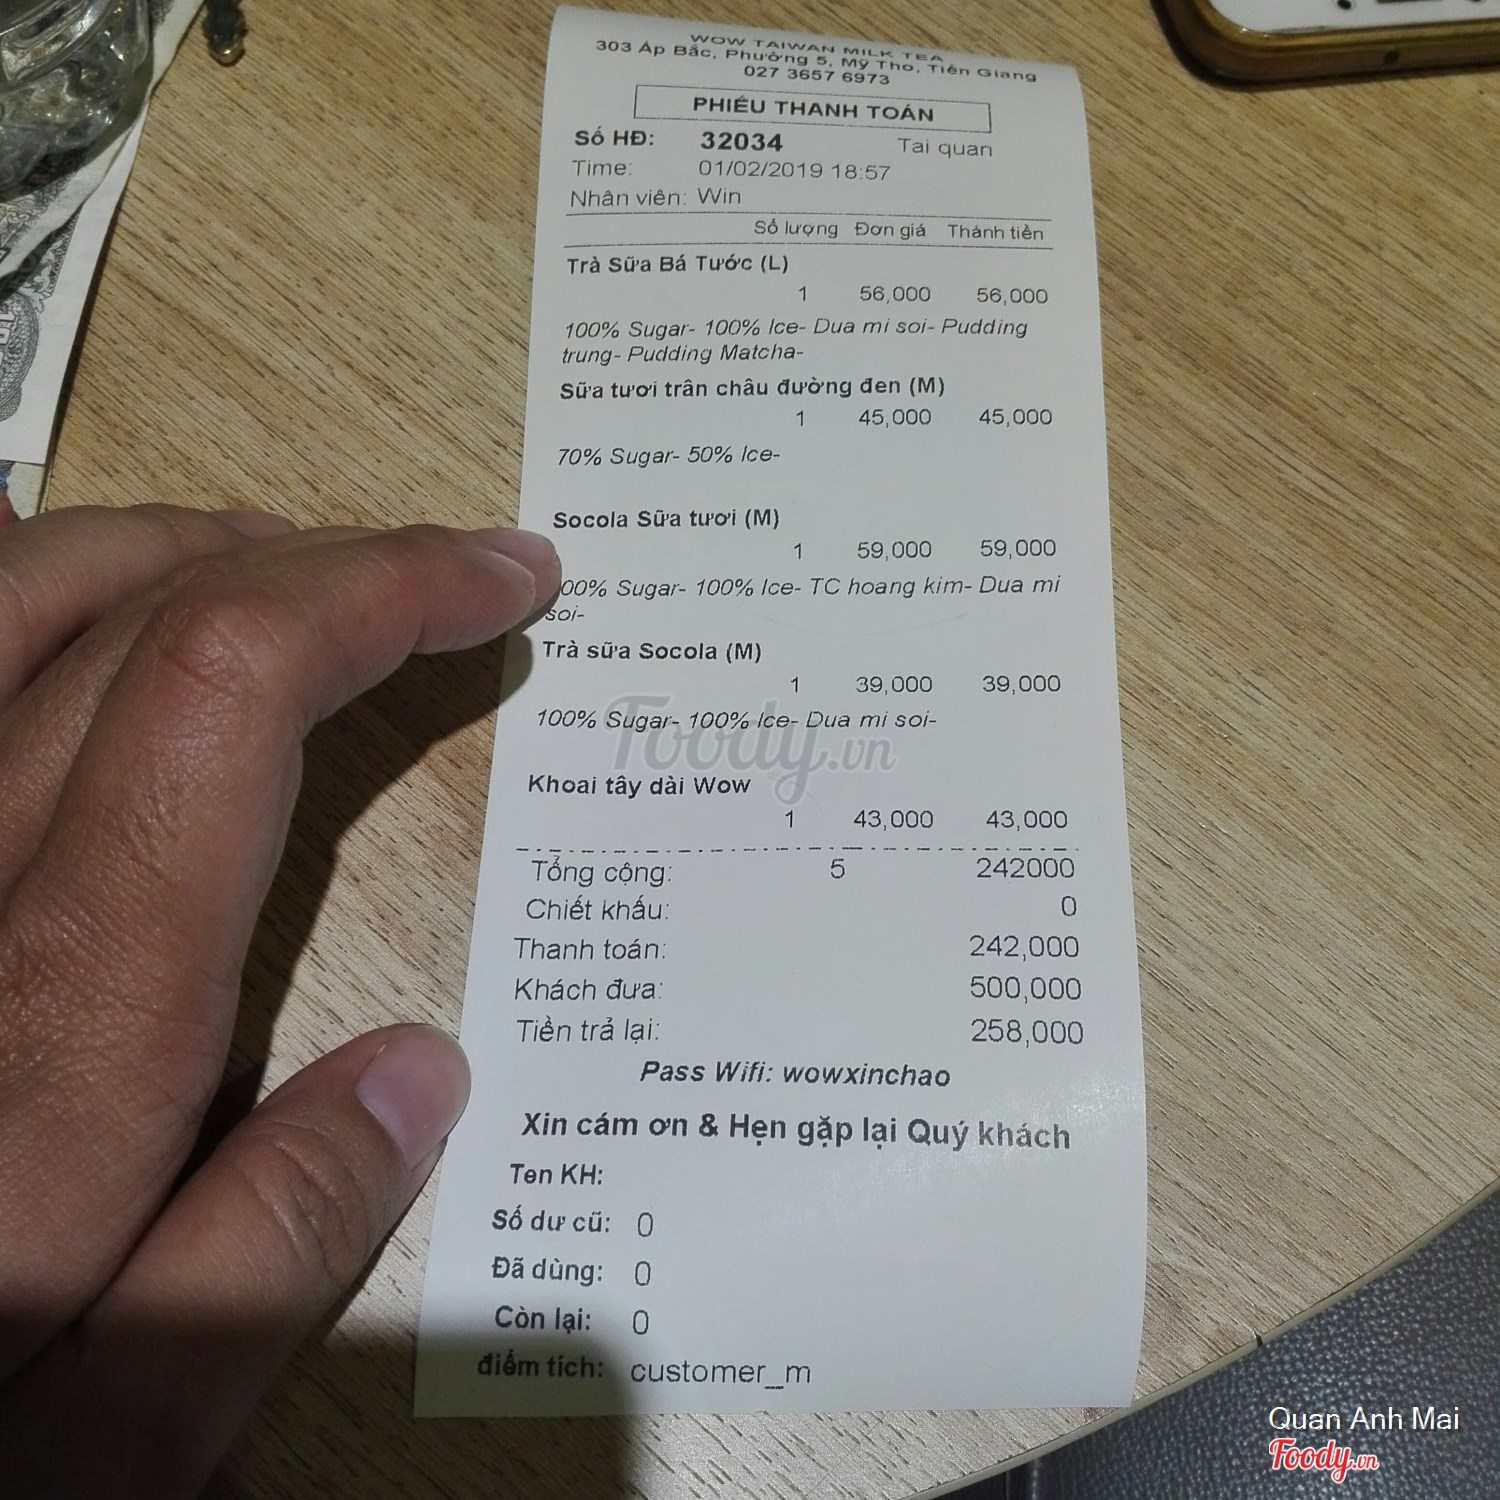 WOW TAIWAN MILK TEA
303 Ấp Bắc, Phường 5, Mỹ Tho, Tiền Giang
027 3657 6973
PHIẾU THANH TOÁN
Số HĐ: 32034 Tai quan
Time: 01/02/2019 18:57
Nhân viên: Win
Số lượng Đơn giá Thành tiền
Trà Sữa Bá Tước (L)
1 56,000 56,000
100% Sugar- 100% Ice- Dua mi soi- Pudding
trung- Pudding Matcha-
Sữa tươi trân châu đường đen (M)
1 45,000 45,000
70% Sugar- 50% Ice-
Socola Sữa tươi (M)
1 59,000 59,000
00% Sugar- 100% Ice- TC hoang kim- Dua mi
soi-
Trà sữa Socola (M)
1 39,000 39,000
100% Sugar- 100% Ice- Dua mi soi-
Foody.vn
Khoai tây dài Wow
1 43,000 43,000
Tổng cộng: 5 242000
Chiết khấu: 0
Thanh toán: 242,000
Khách đưa: 500,000
Tiền trả lại: 258,000
Pass Wifi: wowxinchao
Xin cám ơn & Hẹn gặp lại Quý khách
Ten KH:
Số dư cũ: 0
Đã dùng: 0
Còn lại: 0
điểm tích: customer_m
Quan Anh Mai
Foody.vn